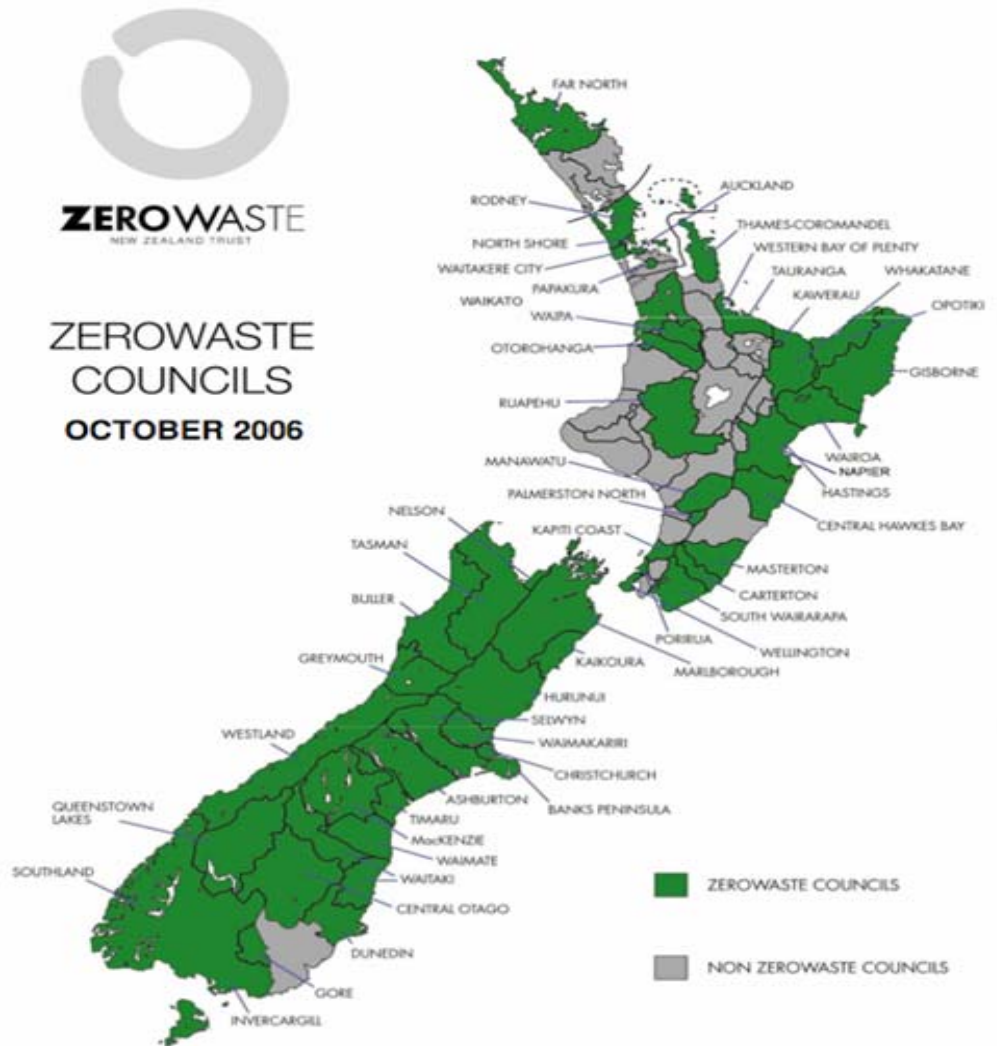 ZEROWASTE
NEW ZEALAND TRUST
ZEROWASTE
COUNCILS
OCTOBER 2006
FAR NORTH
AUCKLAND
RODNEY
THAMES-COROMANDEL
NORTH SHORE
WESTERN BAY OF PLENTY
WAITAKERE CITY
TAURANGA
WHAKATANE
PAPAKURA
KAWERAU
WAIKATO
OPOTIKI
WAIPA
OTOROHANGA
GISBORNE
RUAPEHU
WAIROA
MANAWATU
NAPIER
HASTINGS
PALMERSTON NORTH
NELSON
CENTRAL HAWKES BAY
KAPITI COAST
TASMAN
MASTERTON
CARTERTON
BULLER
SOUTH WAIRARAPA
PORIRUA
WELLINGTON
GREYMOUTH
KAIKOURA
MARLBOROUGH
HURUNUI
SELWYN
WESTLAND
WAIMAKARIRI
CHRISTCHURCH
ASHBURTON
BANKS PENINSULA
QUEENSTOWN
LAKES
TIMARU
MacKENZIE
WAIMATE
SOUTHLAND
WAITAKI
ZEROWASTE COUNCILS
CENTRAL OTAGO
DUNEDIN
NON ZEROWASTE COUNCILS
GORE
INVERCARGILL